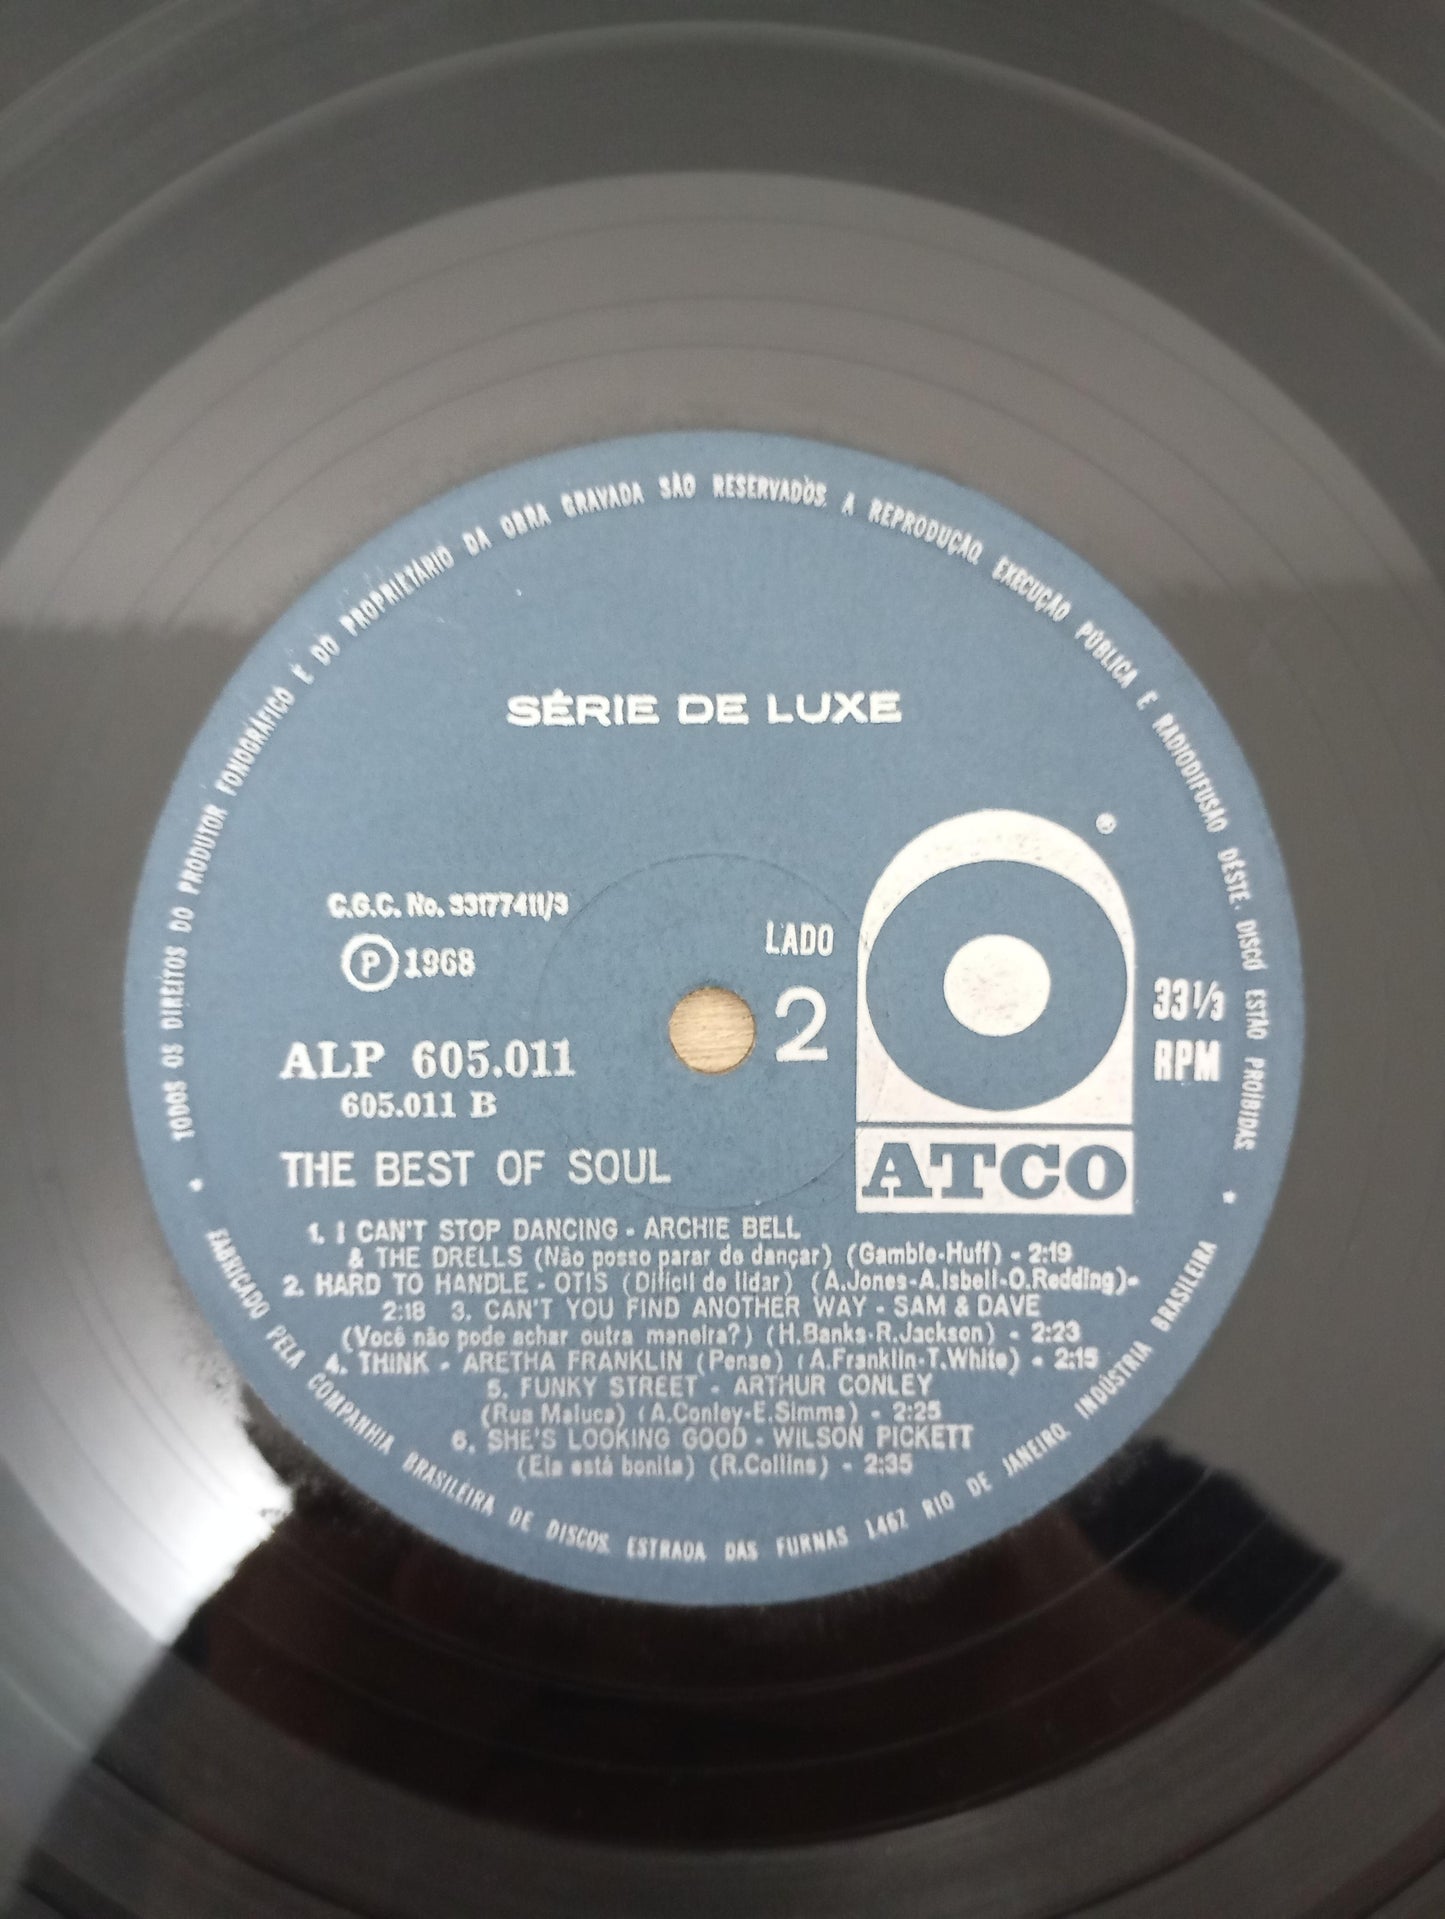 TODOS OS DIREITOS DO PRODUTOR FONOGRÁFICO E DO PROPRIETARIO DA OBRA GRAVADA SÃO RESERVADOS. A REPRODUÇÃO, EXECUÇÃO PÚBLICA E RADIODIFUSÃO DÊSTE. DISCO ESTÃO PROIBIDAS
SÉRIE DE LUXE
C.G.C. No. 33177411/3
Ⓟ 1968
LADO
2
33 1/3
RPM
ALP 605.011
605.011 B
ATCO
®
THE BEST OF SOUL
1. I CAN'T STOP DANCING - ARCHIE BELL
& THE DRELLS (Não posso parar de dançar) (Gamble-Huff) - 2:19
2. HARD TO HANDLE - OTIS (Difícil de lidar) (A.Jones-A.Isbell-O.Redding)-
2:18 3. CAN'T YOU FIND ANOTHER WAY - SAM & DAVE
(Você não pode achar outra maneira?) (H.Banks-R.Jackson) - 2:23
4. THINK - ARETHA FRANKLIN (Pense) (A.Franklin-T.White) - 2:15
5. FUNKY STREET - ARTHUR CONLEY
(Rua Maluca) (A.Conley-E.Simms) - 2:25
6. SHE'S LOOKING GOOD - WILSON PICKETT
(Ela está bonita) (R.Collins) - 2:35
* FABRICADO PELA COMPANHIA BRASILEIRA DE DISCOS. ESTRADA DAS FURNAS 1467 RIO DE JANEIRO. INDÚSTRIA BRASILEIRA *